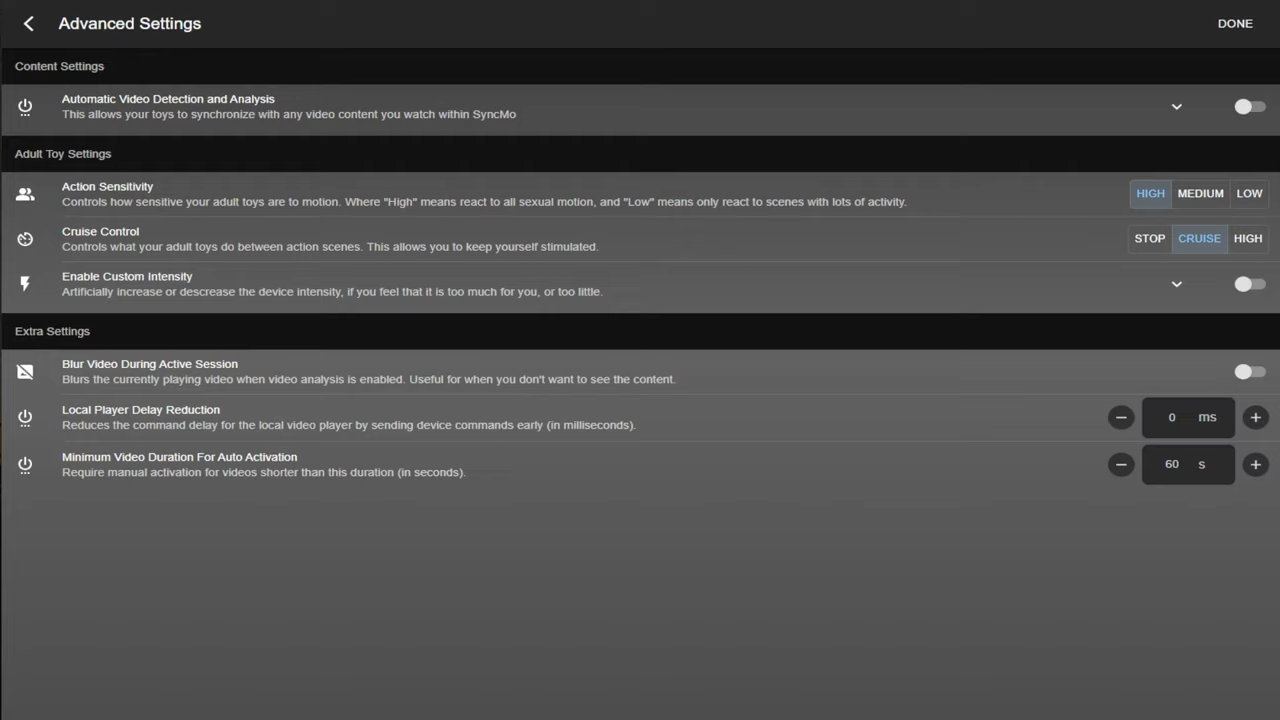 Advanced Settings
DONE
Content Settings
Automatic Video Detection and Analysis
This allows your toys to synchronize with any video content you watch within SyncMo
Adult Toy Settings
Action Sensitivity
Controls how sensitive your adult toys are to motion. Where "High" means react to all sexual motion, and "Low" means only react to scenes with lots of activity.
HIGH MEDIUM LOW
Cruise Control
Controls what your adult toys do between action scenes. This allows you to keep yourself stimulated.
STOP CRUISE HIGH
Enable Custom Intensity
Artificially increase or descrease the device intensity, if you feel that it is too much for you, or too little.
Extra Settings
Blur Video During Active Session
Blurs the currently playing video when video analysis is enabled. Useful for when you don't want to see the content.
Local Player Delay Reduction
Reduces the command delay for the local video player by sending device commands early (in milliseconds).
0 ms
Minimum Video Duration For Auto Activation
Require manual activation for videos shorter than this duration (in seconds).
60 s